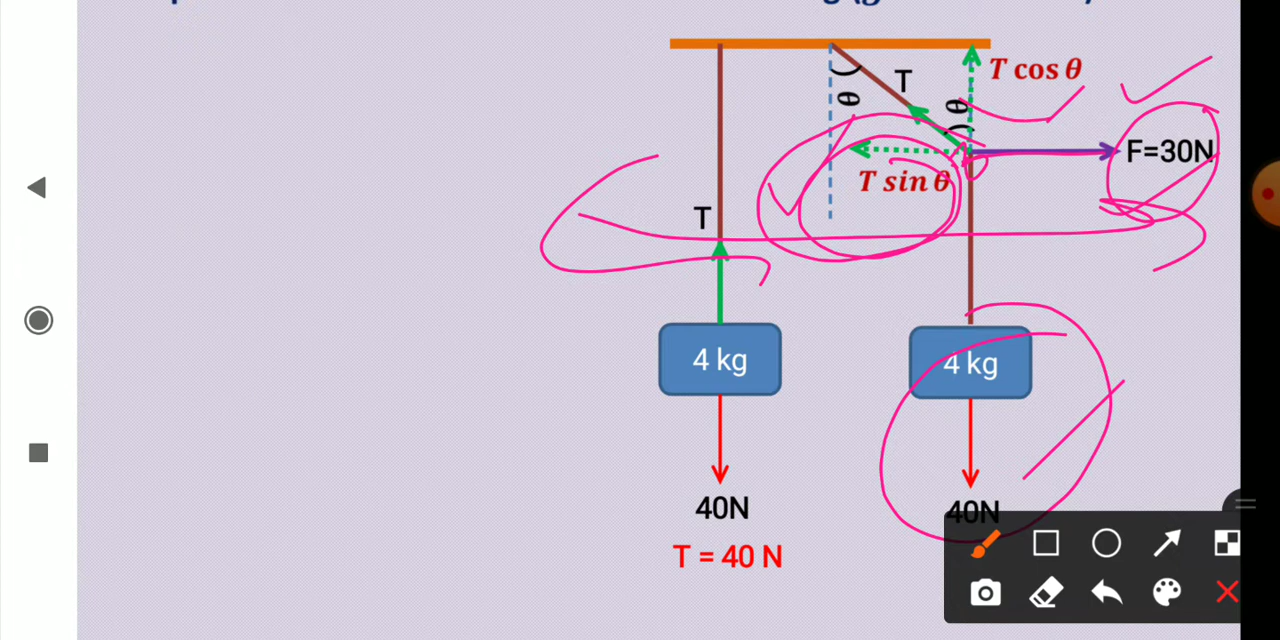 T cos θ
T
θ
θ
F=30N
T sin θ
T
4 kg
4 kg
40N
40N
T = 40 N